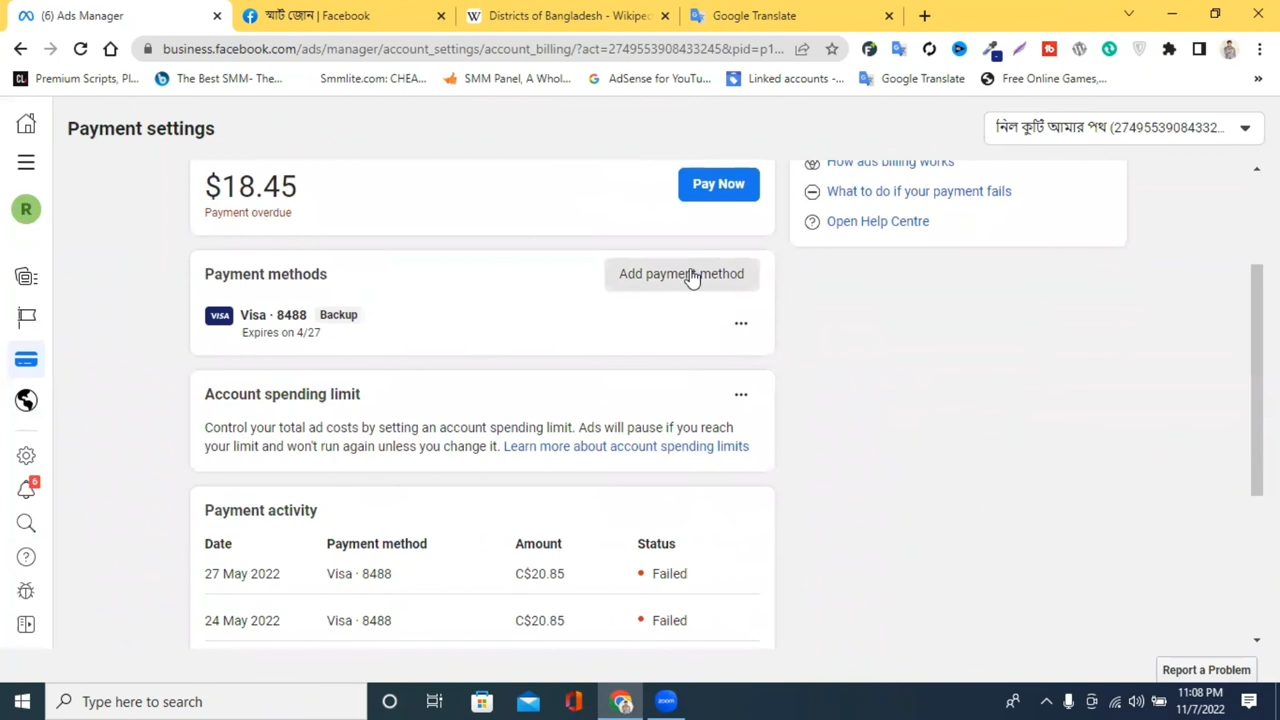 (6) Ads Manager
আর্ট জোন | Facebook
Districts of Bangladesh - Wikipe
Google Translate
business.facebook.com/ads/manager/account_settings/account_billing/?act=2749553908433245&pid=p1...
Premium Scripts, Pl...
The Best SMM- The...
Smmlite.com: CHEA...
SMM Panel, A Whol...
AdSense for YouTu...
Linked accounts -...
Google Translate
Free Online Games,...
Payment settings
নিল কুটি আমার পথ (27495539084332...
R
$18.45
Payment overdue
Pay Now
How ads billing works
What to do if your payment fails
Open Help Centre
Payment methods
Add payment method
VISA
Visa · 8488 Backup
Expires on 4/27
Account spending limit
Control your total ad costs by setting an account spending limit. Ads will pause if you reach
your limit and won't run again unless you change it. Learn more about account spending limits
6
Payment activity
Date Payment method Amount Status
27 May 2022 Visa · 8488 C$20.85 Failed
24 May 2022 Visa · 8488 C$20.85 Failed
Report a Problem
Type here to search
11:08 PM
11/7/2022